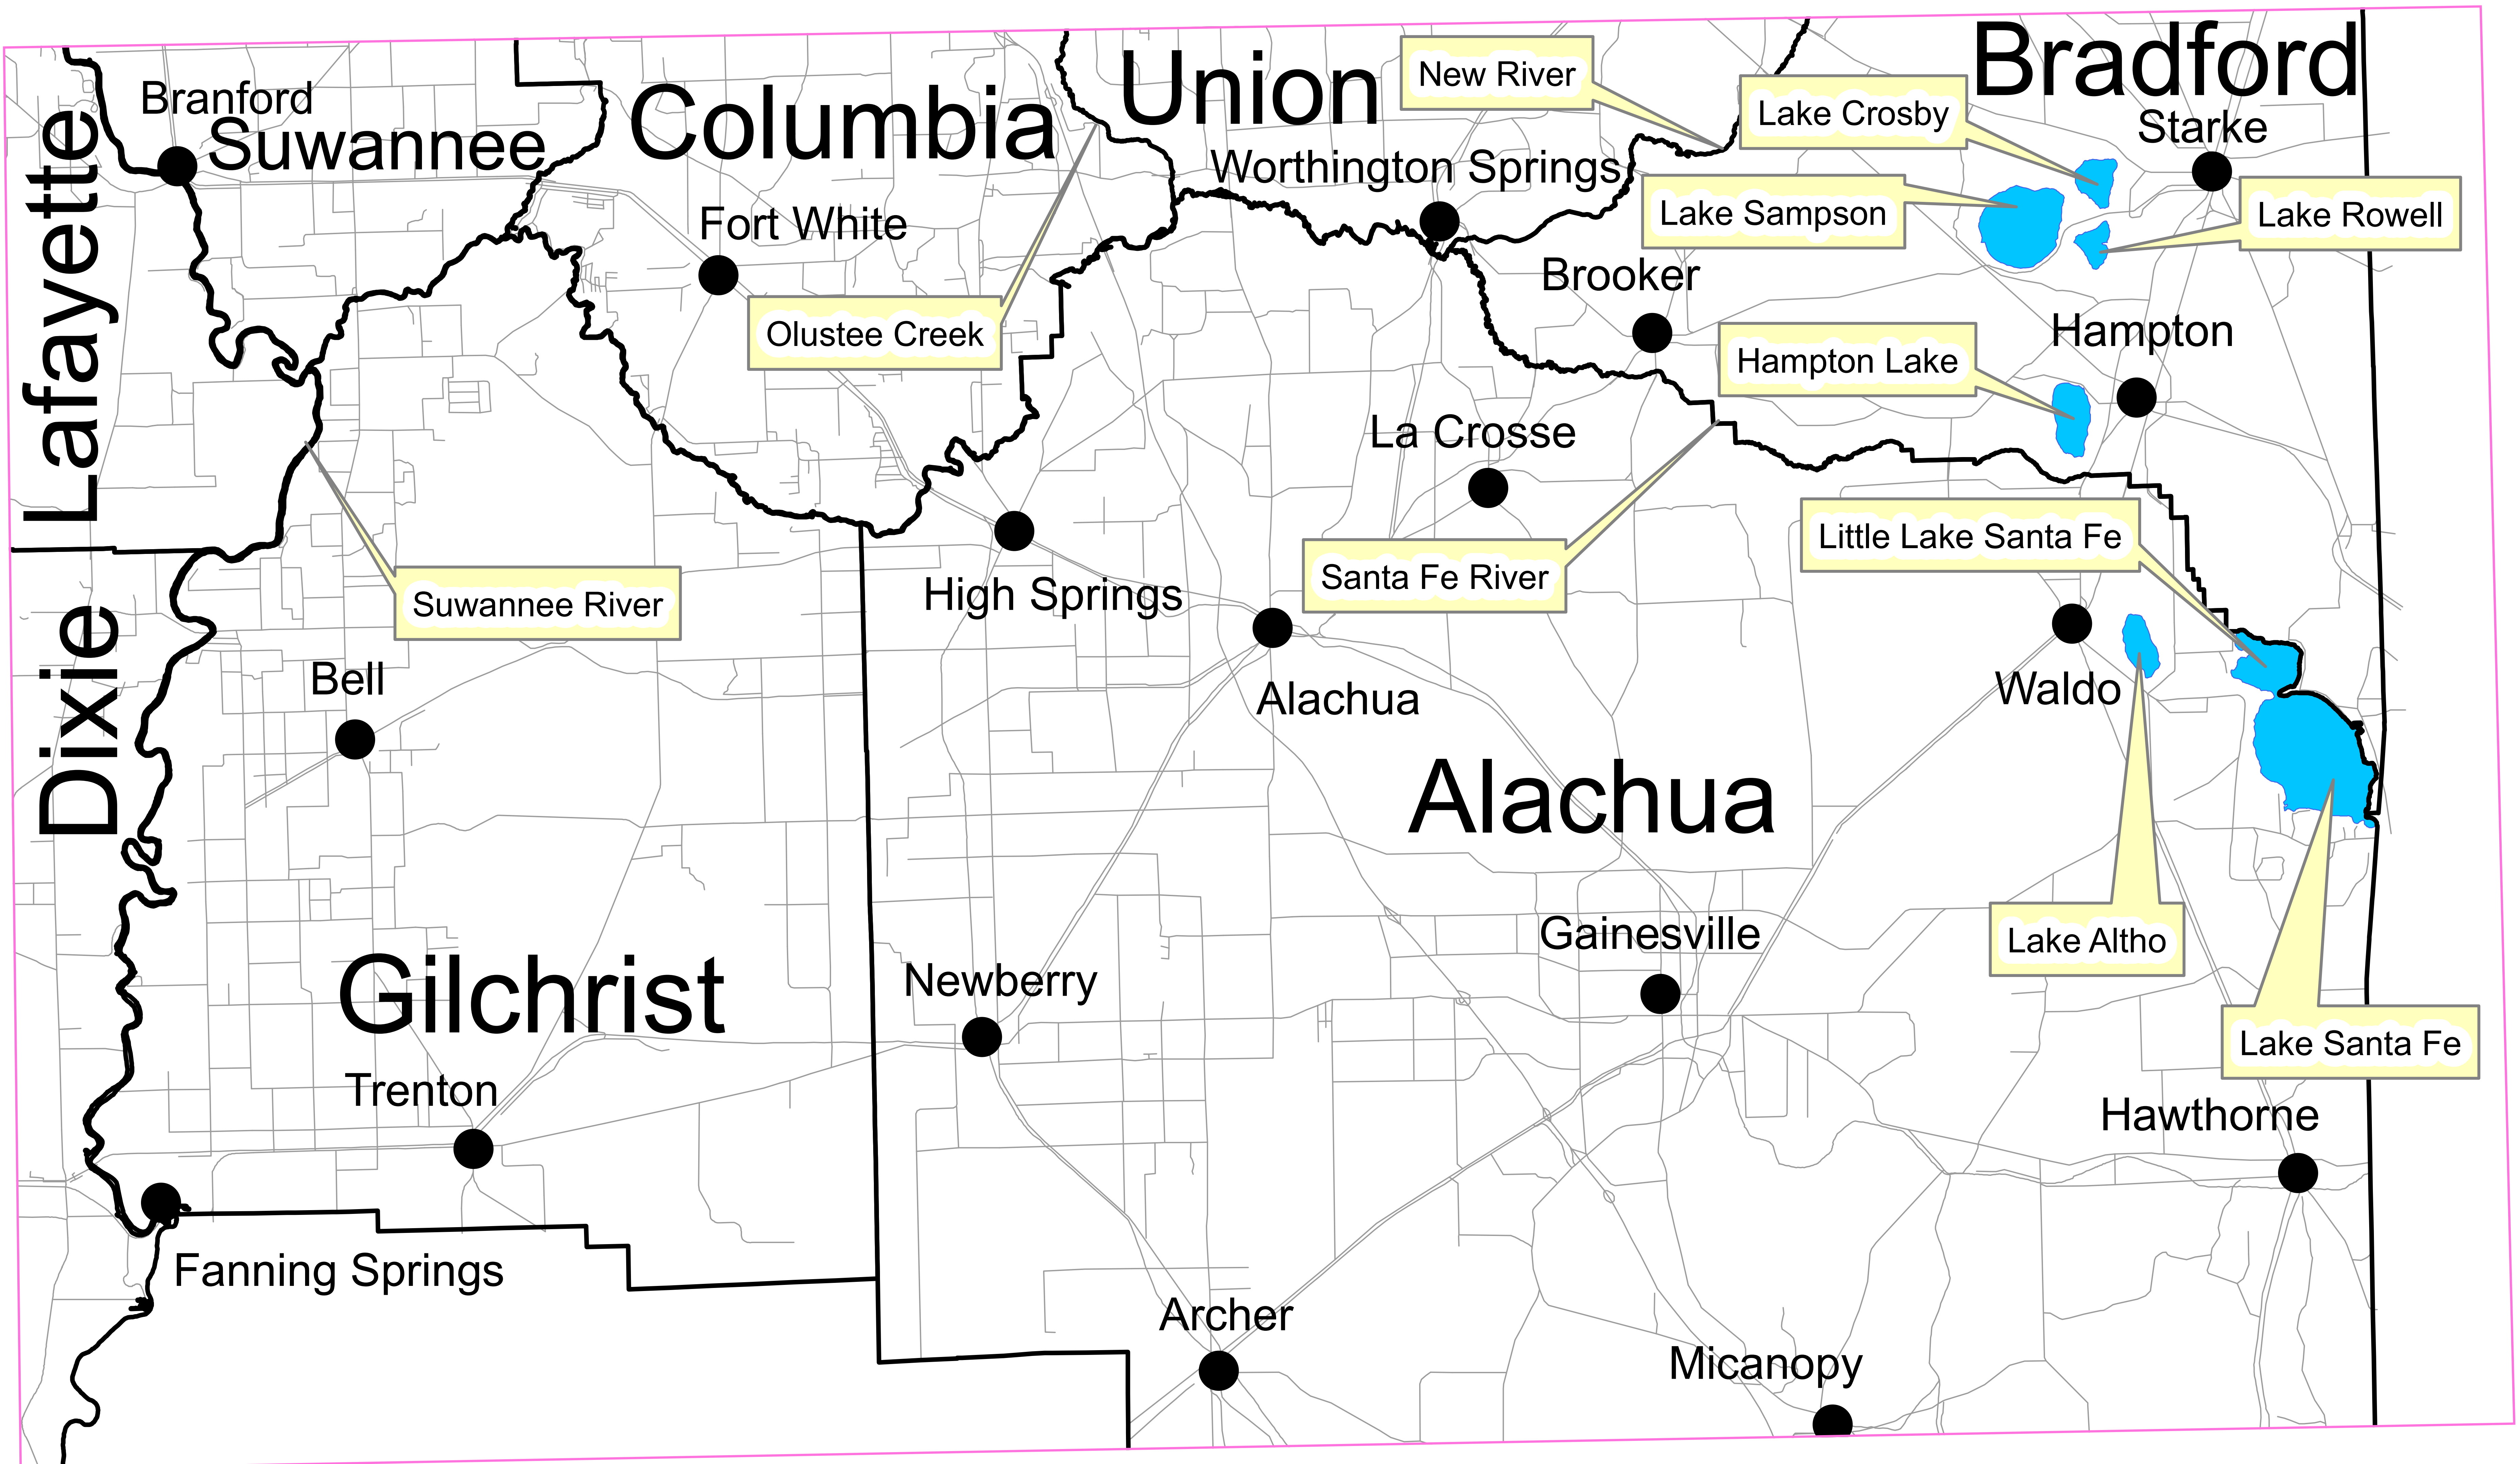 Bradford
Union
New River
Columbia
Branford
Lake Crosby
Starke
Suwannee
Worthington Springs
Lafayette
Lake Sampson
Lake Rowell
Fort White
Brooker
Olustee Creek
Hampton
Hampton Lake
La Crosse
Little Lake Santa Fe
Santa Fe River
High Springs
Suwannee River
Bell
Alachua
Waldo
Dixie
Alachua
Gainesville
Lake Altho
Newberry
Gilchrist
Lake Santa Fe
Trenton
Hawthorne
Fanning Springs
Archer
Micanopy